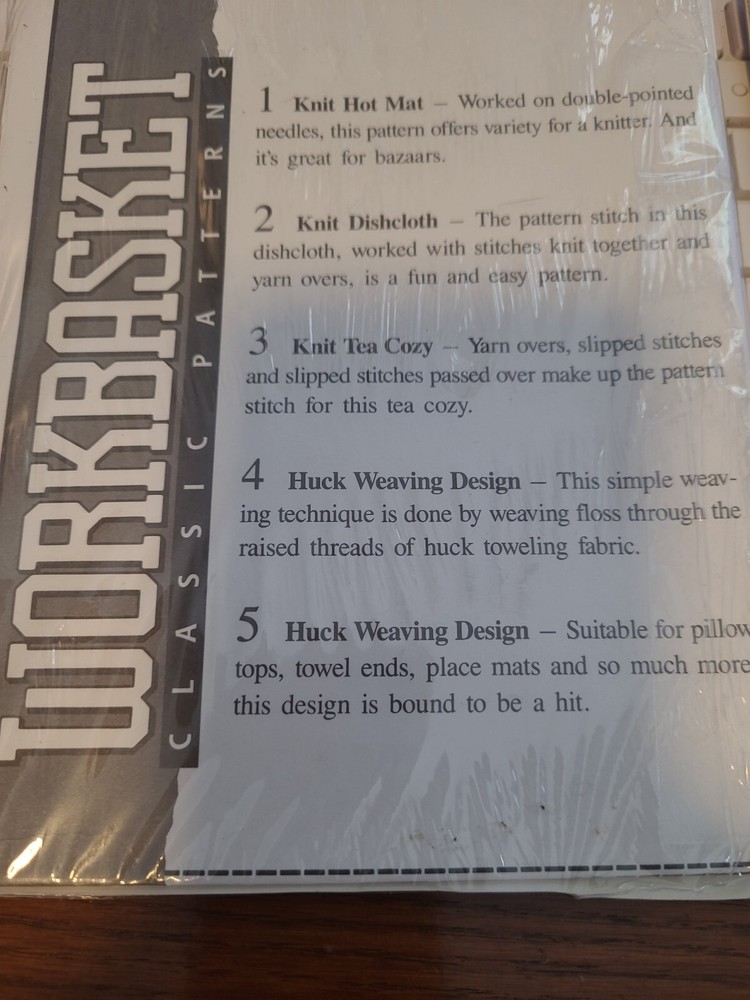 WORKBASKET
CLASSIC PATTERNS
1 Knit Hot Mat – Worked on double-pointed
needles, this pattern offers variety for a knitter. And
it's great for bazaars.
2 Knit Dishcloth – The pattern stitch in this
dishcloth, worked with stitches knit together and
yarn overs, is a fun and easy pattern.
3 Knit Tea Cozy – Yarn overs, slipped stitches
and slipped stitches passed over make up the pattern
stitch for this tea cozy.
4 Huck Weaving Design – This simple weav-
ing technique is done by weaving floss through the
raised threads of huck toweling fabric.
5 Huck Weaving Design – Suitable for pillow
tops, towel ends, place mats and so much more
this design is bound to be a hit.